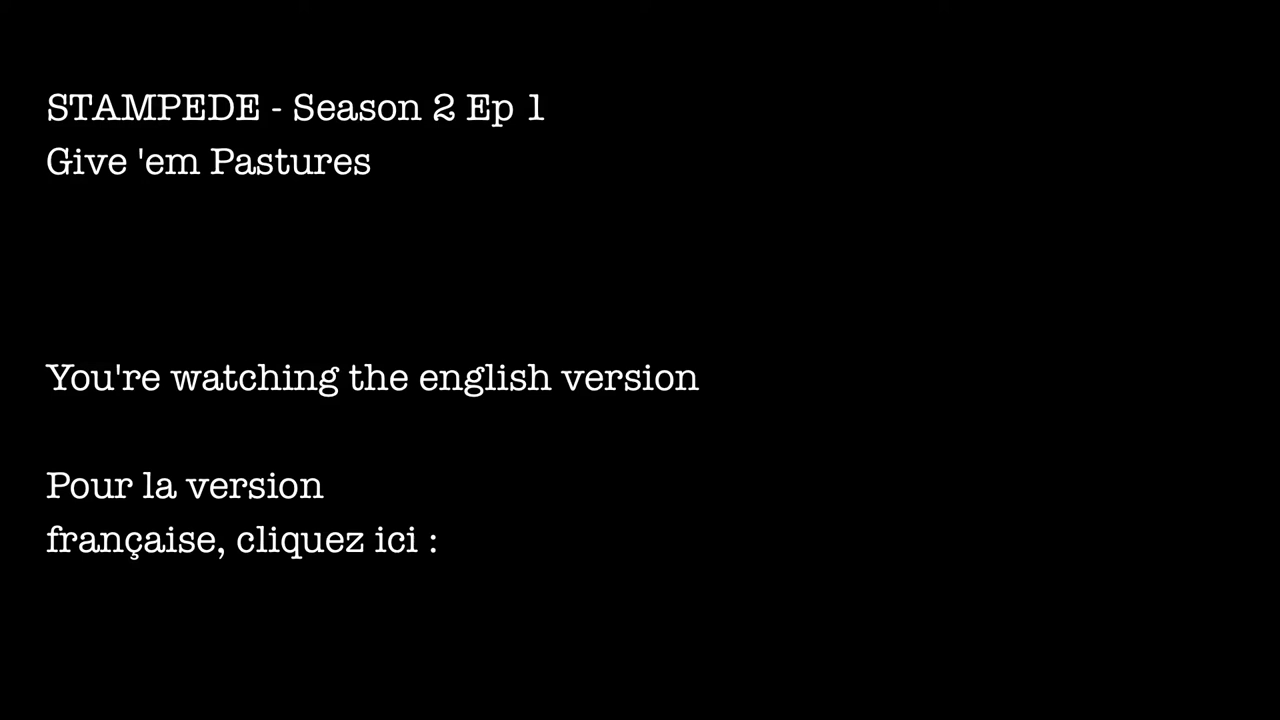 STAMPEDE - Season 2 Ep 1
Give 'em Pastures
You're watching the english version
Pour la version
française, cliquez ici :